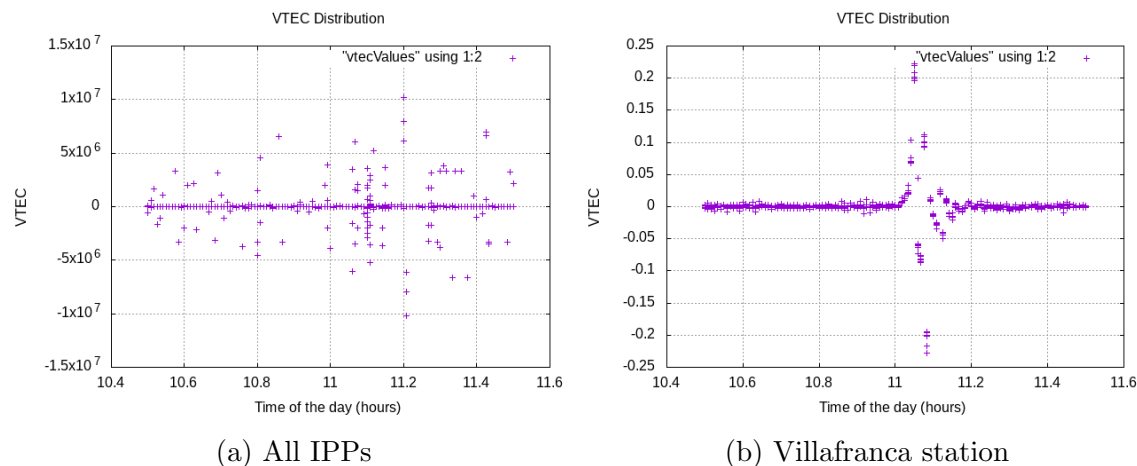 VTEC Distribution
"vtecValues" using 1:2
1.5x10^7
1x10^7
5x10^6
0
-5x10^6
-1x10^7
-1.5x10^7
VTEC
10.4 10.6 10.8 11 11.2 11.4 11.6
Time of the day (hours)
(a) All IPPs
VTEC Distribution
"vtecValues" using 1:2
0.25
0.2
0.15
0.1
0.05
0
-0.05
-0.1
-0.15
-0.2
-0.25
VTEC
10.4 10.6 10.8 11 11.2 11.4 11.6
Time of the day (hours)
(b) Villafranca station